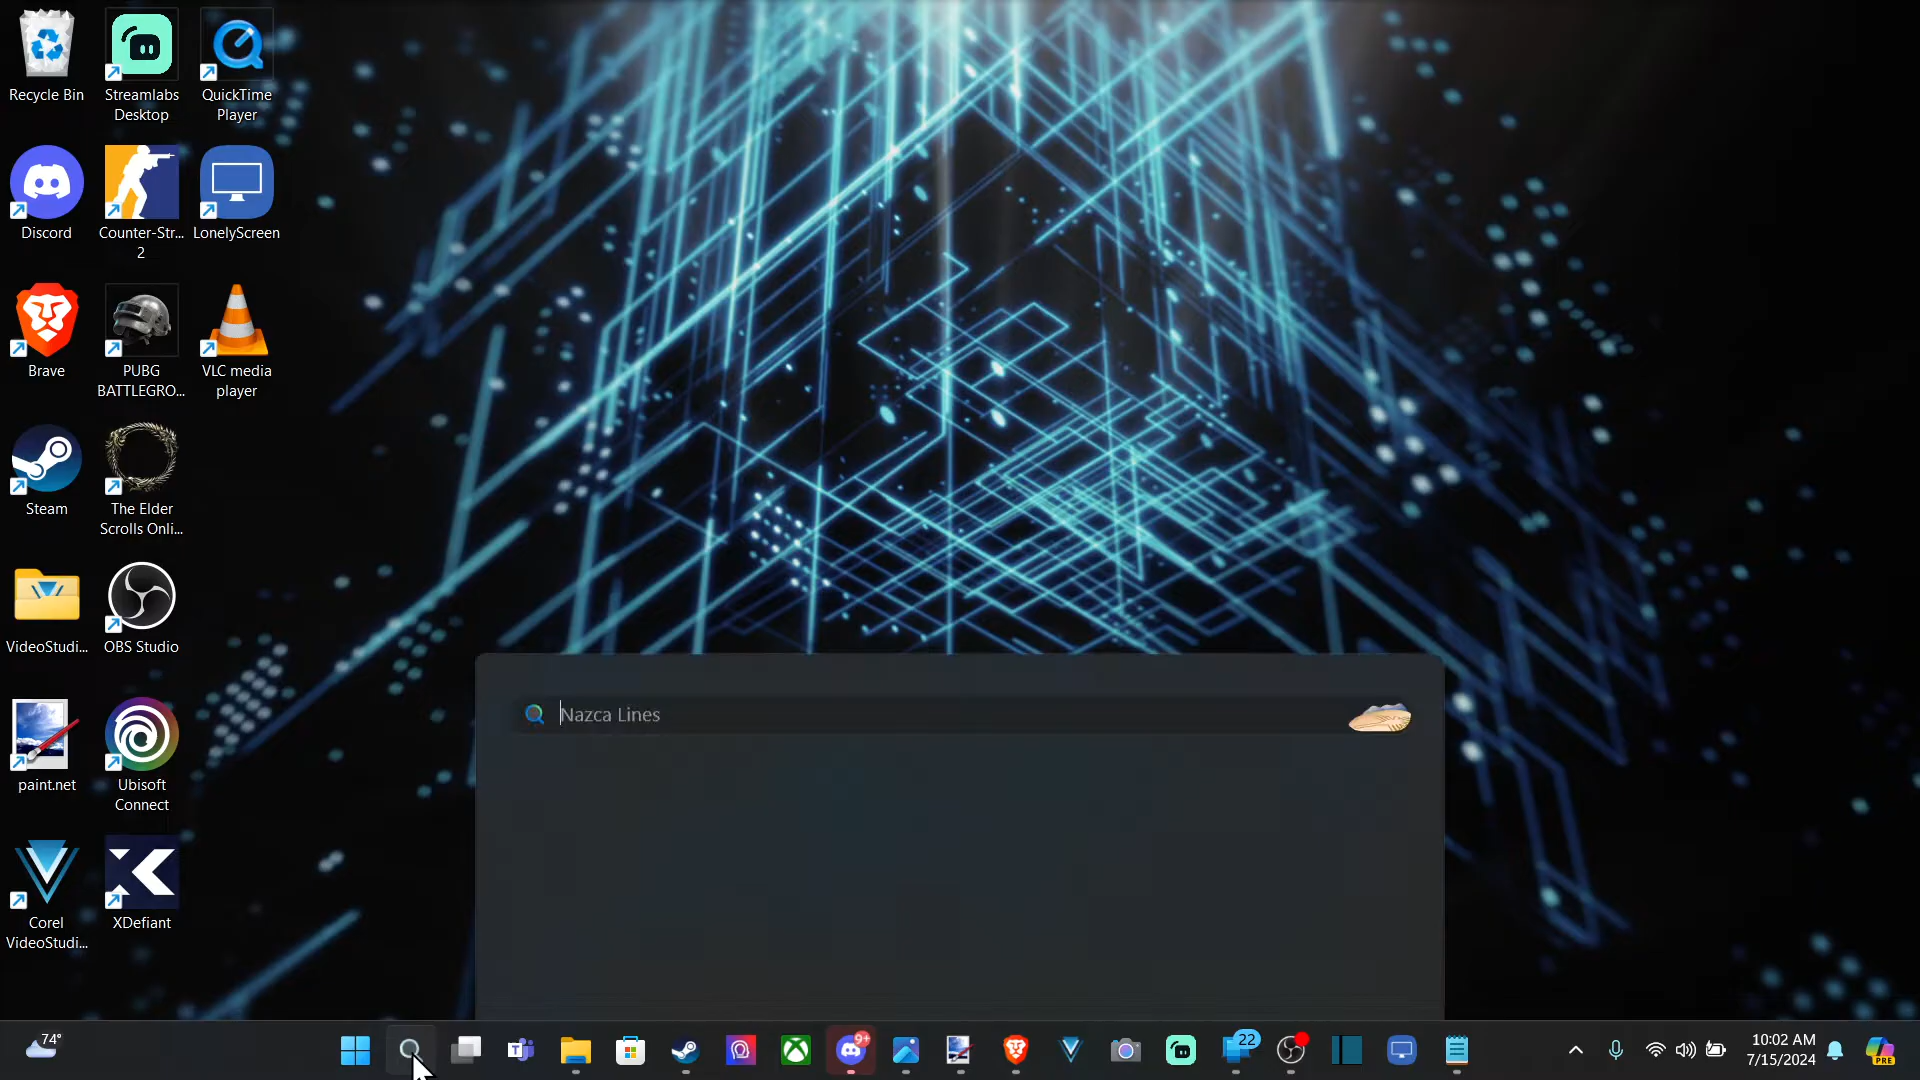 Recycle Bin
Streamlabs
Desktop
QuickTime
Player
Discord
Counter-Str...
2
LonelyScreen
Brave
PUBG
BATTLEGRO...
VLC media
player
Steam
The Elder
Scrolls Onli...
VideoStudi...
OBS Studio
paint.net
Ubisoft
Connect
Corel
VideoStudi...
XDefiant
Nazca Lines
74°
T
9+
22
10:02 AM
7/15/2024
PRE